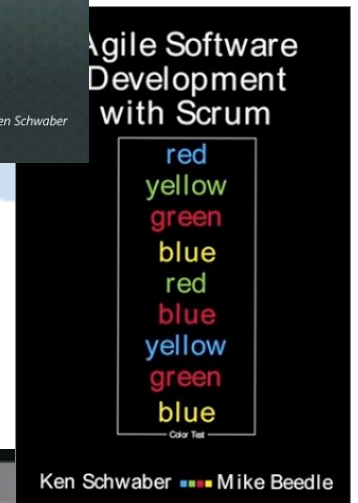 en Schwaber
Agile Software
Development
with Scrum
red
yellow
green
blue
red
blue
yellow
green
blue
Color Test
Ken Schwaber Mike Beedle